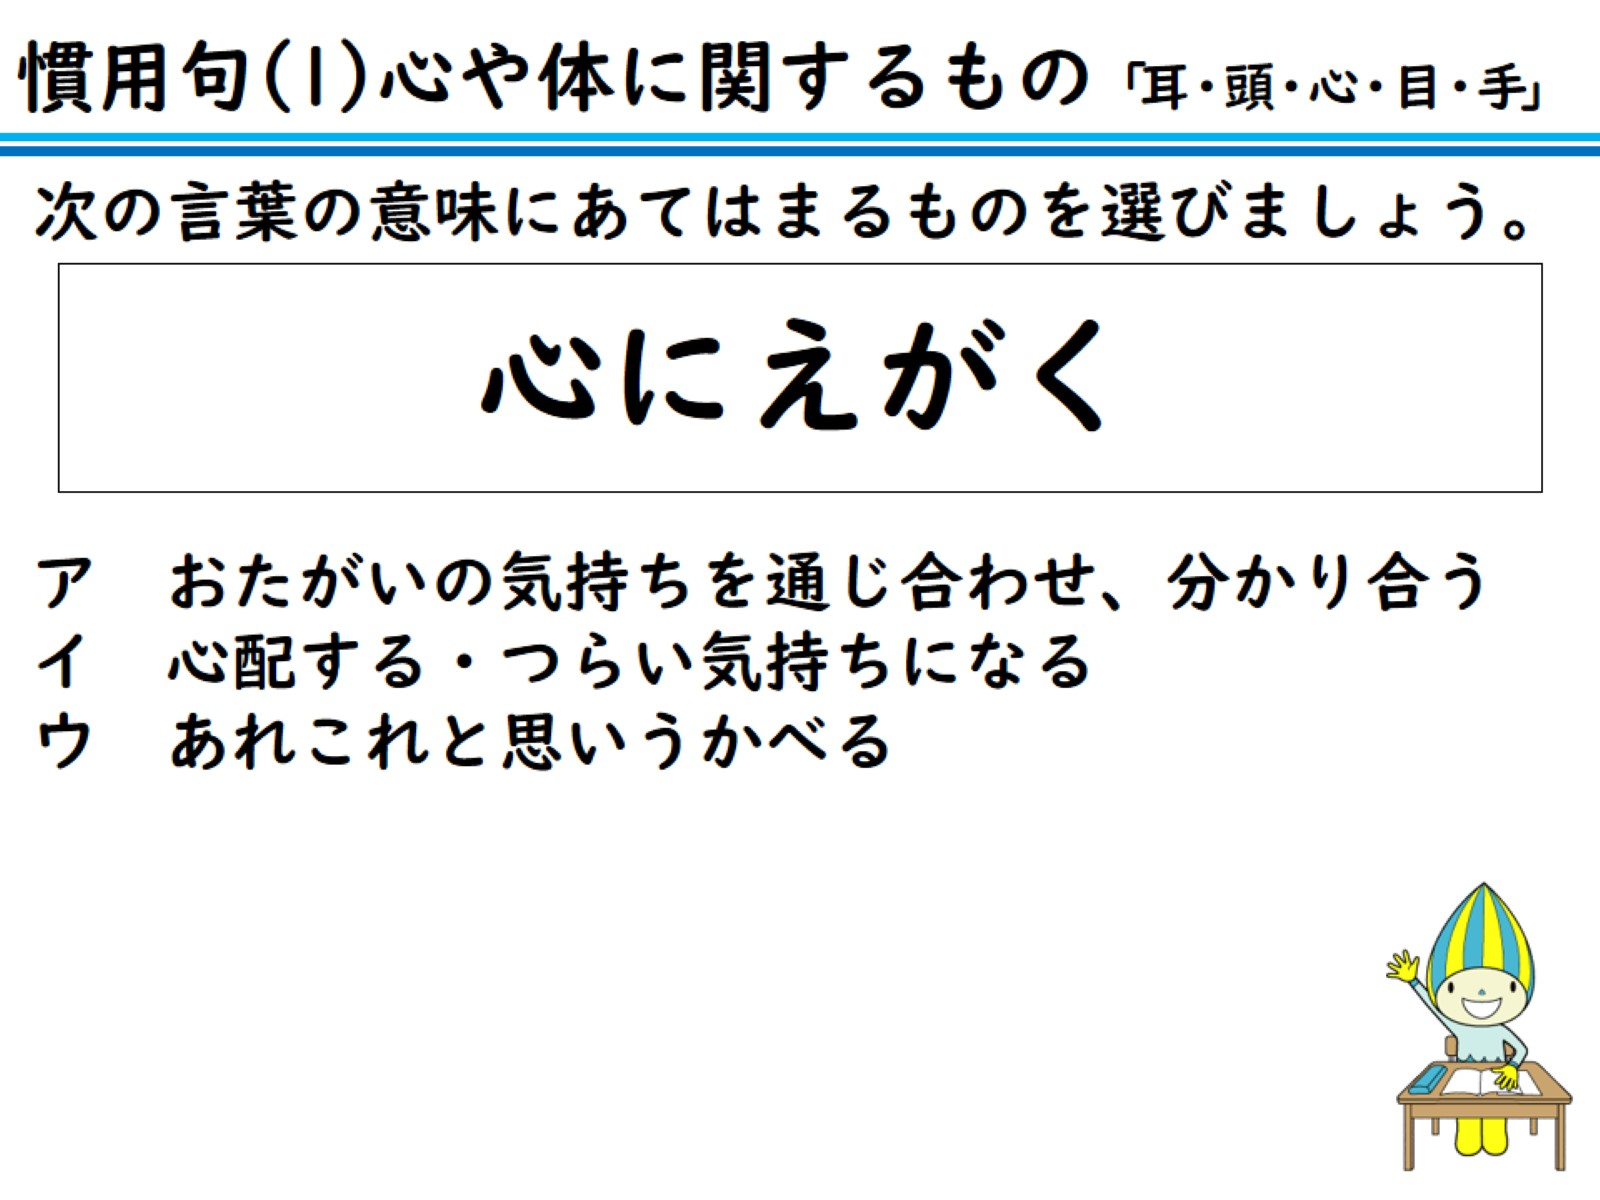 慣用句(1)心や体に関するもの「耳・頭・心・目・手」
次の言葉の意味にあてはまるものを選びましょう。
心にえがく
ア　おたがいの気持ちを通じ合わせ、分かり合う
イ　心配する・つらい気持ちになる
ウ　あれこれと思いうかべる